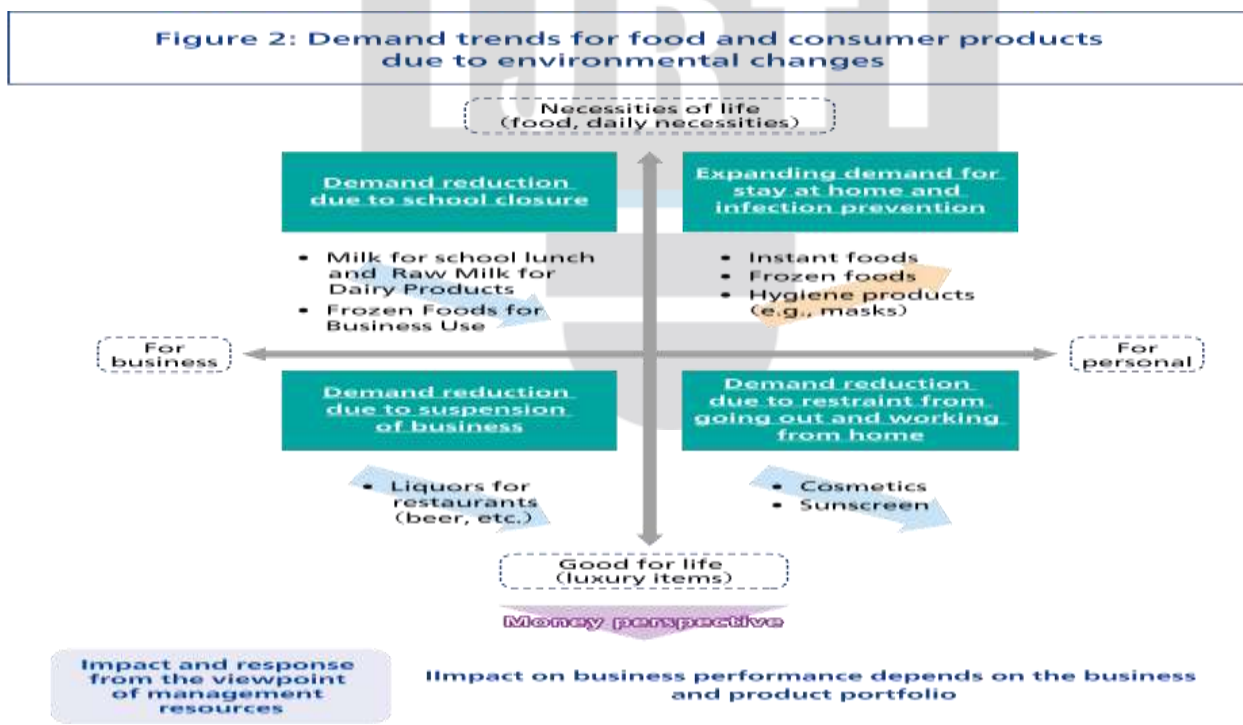 Figure 2: Demand trends for food and consumer products
due to environmental changes
Necessities of life
(food, daily necessities)
Demand reduction
due to school closure
Expanding demand for
stay at home and
infection prevention
• Milk for school lunch
and Raw Milk for
Dairy Products
• Frozen Foods for
Business Use
• Instant foods
• Frozen foods
• Hygiene products
(e.g., masks)
For
business
For
personal
Demand reduction
due to suspension
of business
Demand reduction
due to restraint from
going out and working
from home
• Liquors for
restaurants
(beer, etc.)
• Cosmetics
• Sunscreen
Good for life
(luxury items)
Money perspective
Impact and response
from the viewpoint
of management
resources
IImpact on business performance depends on the business
and product portfolio